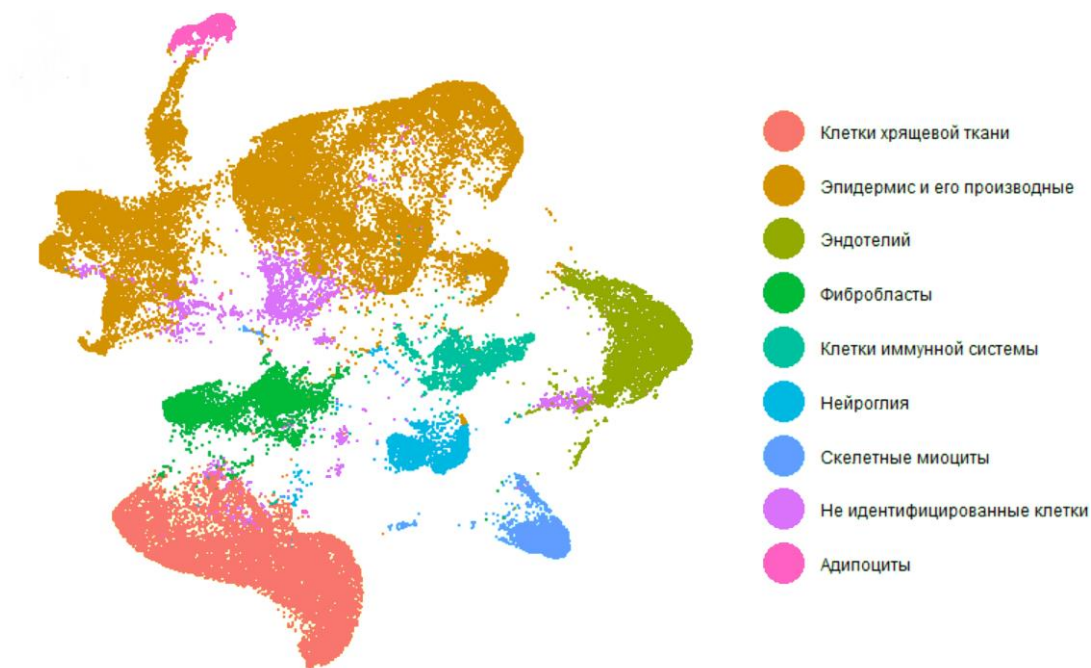 Клетки хрящевой ткани
Эпидермис и его производные
Эндотелий
Фибробласты
Клетки иммунной системы
Нейроглия
Скелетные миоциты
Не идентифицированные клетки
Адипоциты